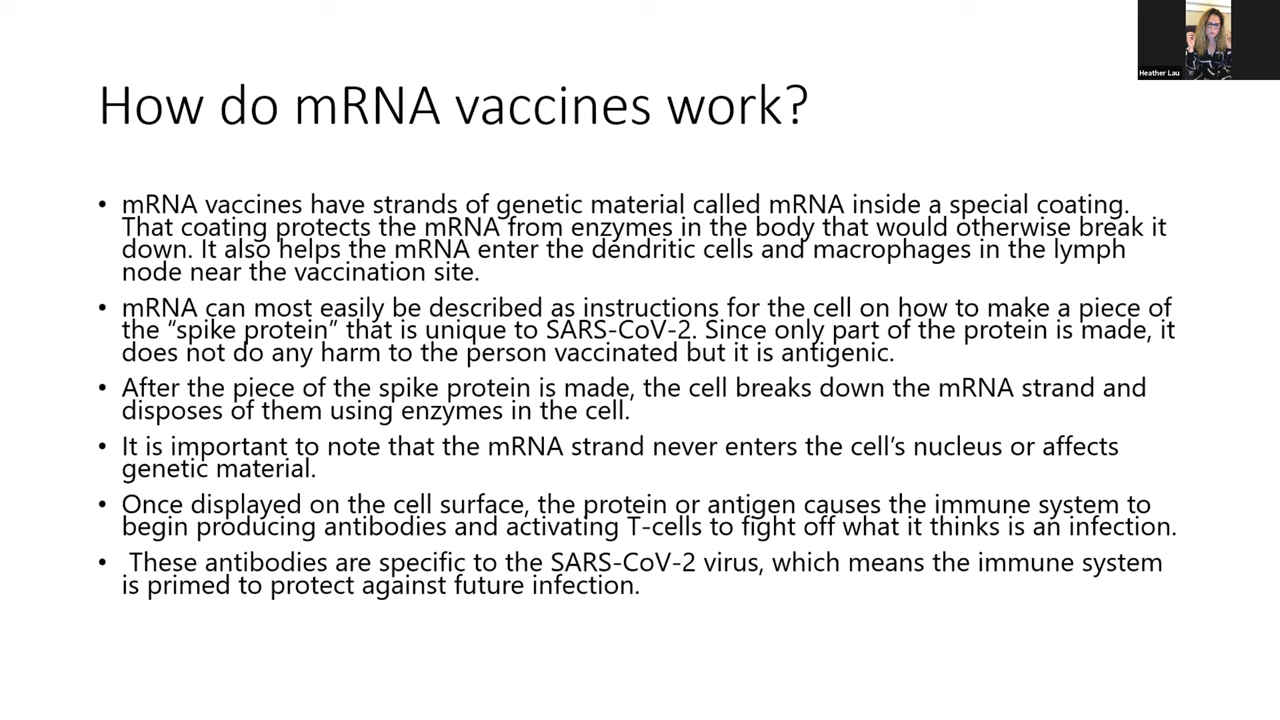 Heather Lau
How do mRNA vaccines work?
• mRNA vaccines have strands of genetic material called mRNA inside a special coating.
That coating protects the mRNA from enzymes in the body that would otherwise break it
down. It also helps the mRNA enter the dendritic cells and macrophages in the lymph
node near the vaccination site.
• mRNA can most easily be described as instructions for the cell on how to make a piece of
the “spike protein” that is unique to SARS-CoV-2. Since only part of the protein is made, it
does not do any harm to the person vaccinated but it is antigenic.
• After the piece of the spike protein is made, the cell breaks down the mRNA strand and
disposes of them using enzymes in the cell.
• It is important to note that the mRNA strand never enters the cell’s nucleus or affects
genetic material.
• Once displayed on the cell surface, the protein or antigen causes the immune system to
begin producing antibodies and activating T-cells to fight off what it thinks is an infection.
• These antibodies are specific to the SARS-CoV-2 virus, which means the immune system
is primed to protect against future infection.